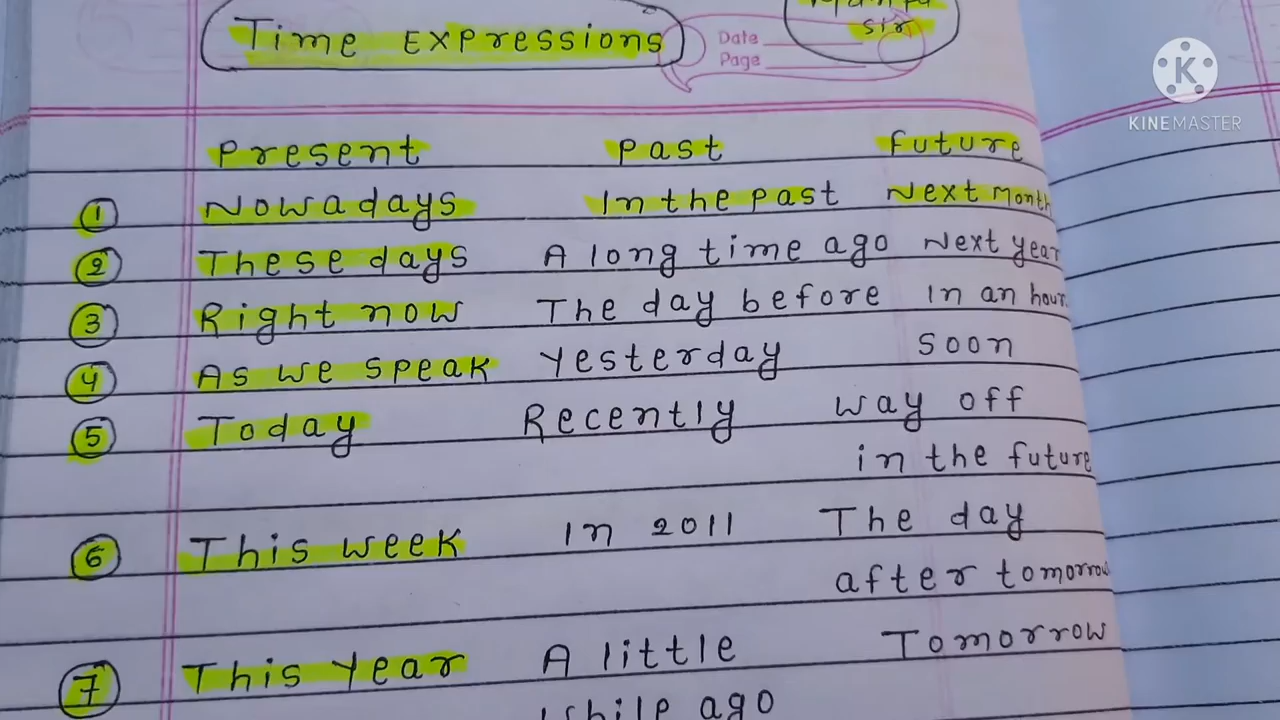 Time Expressions
sir
Date
Page
KINEMASTER
Present Past Future
1 Nowadays In the past Next Month
2 These days A long time ago Next year
3 Right now The day before In an hour
4 As we speak Yesterday Soon
5 Today Recently way off
in the future
6 This week In 2011 The day
after tomorrow
7 This Year A little Tomorrow
while ago